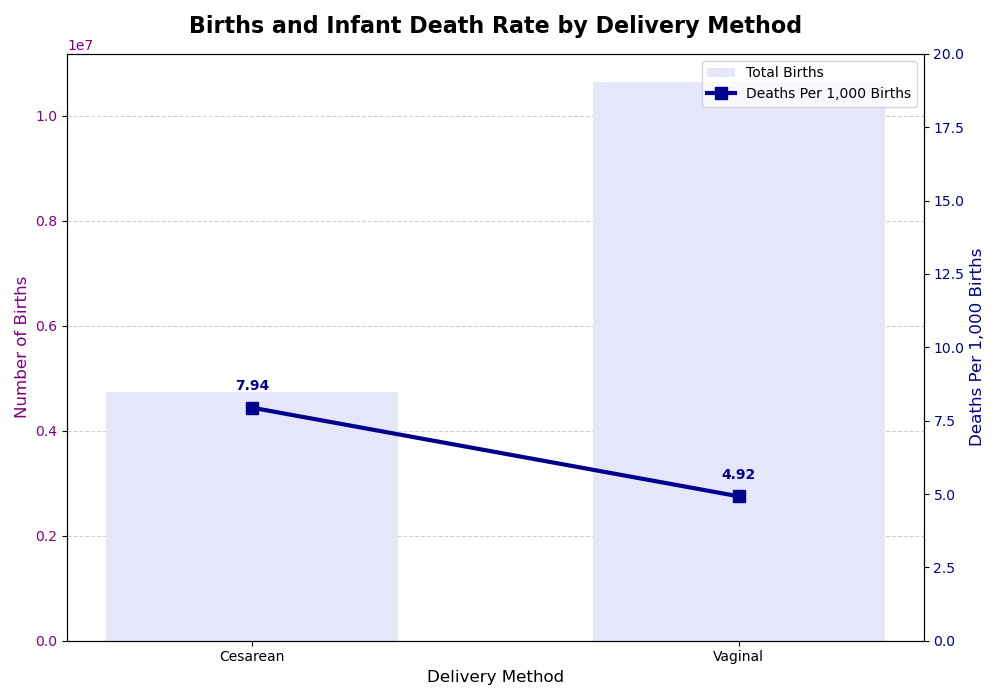 Births and Infant Death Rate by Delivery Method
1e7
Total Births
Deaths Per 1,000 Births
1.0
0.8
0.6
0.4
0.2
0.0
Number of Births
20.0
17.5
15.0
12.5
10.0
7.5
5.0
2.5
0.0
Deaths Per 1,000 Births
7.94
4.92
Cesarean
Vaginal
Delivery Method